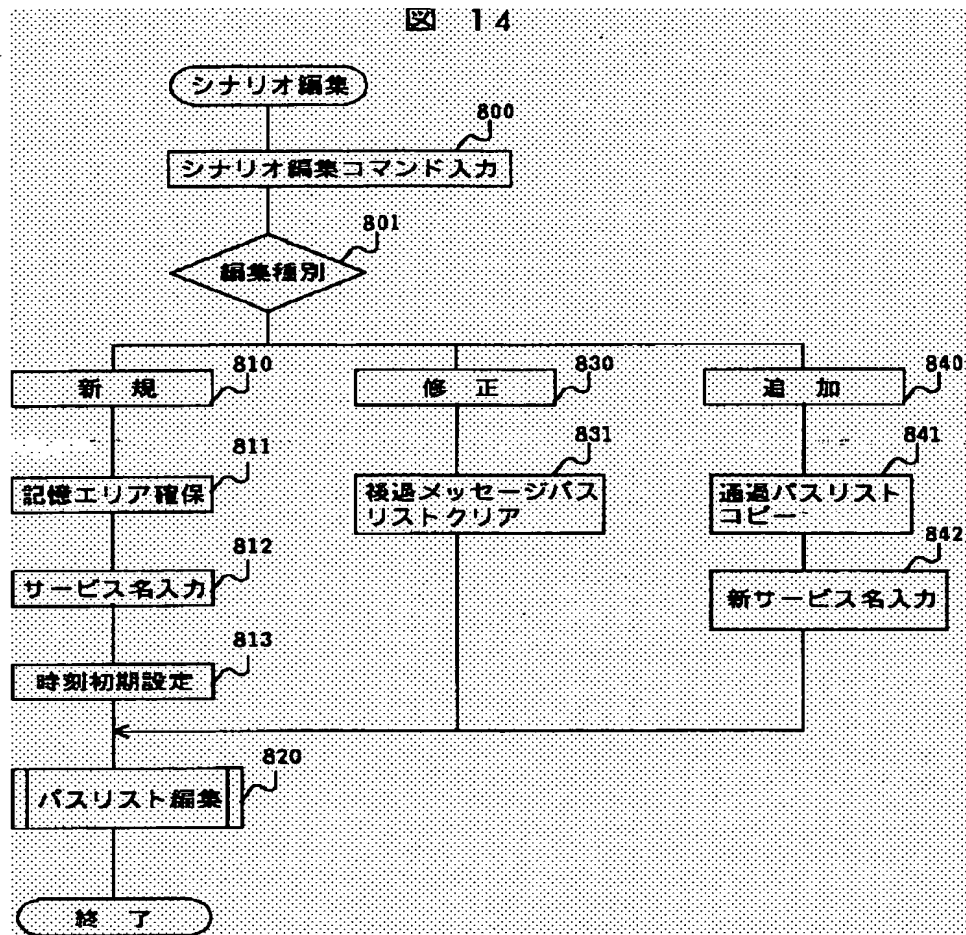 図 14
シナリオ編集
800
シナリオ編集コマンド入力
801
編集種別
新 規
810
修 正
830
追 加
840
811
記憶エリア確保
831
後過メッセージパス
リストクリア
841
通過パスリスト
コピー
812
サービス名入力
842
新サービス名入力
813
時刻初期設定
820
パスリスト編集
終 了